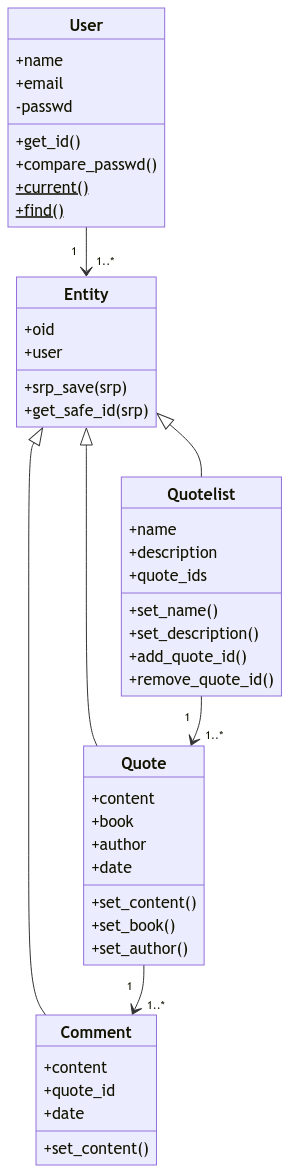 User
+name
+email
-passwd
+get_id()
+compare_passwd()
+current()
+find()
1
1..*
Entity
+oid
+user
+srp_save(srp)
+get_safe_id(srp)
Quotelist
+name
+description
+quote_ids
+set_name()
+set_description()
+add_quote_id()
+remove_quote_id()
1
1..*
Quote
+content
+book
+author
+date
+set_content()
+set_book()
+set_author()
1
1..*
Comment
+content
+quote_id
+date
+set_content()